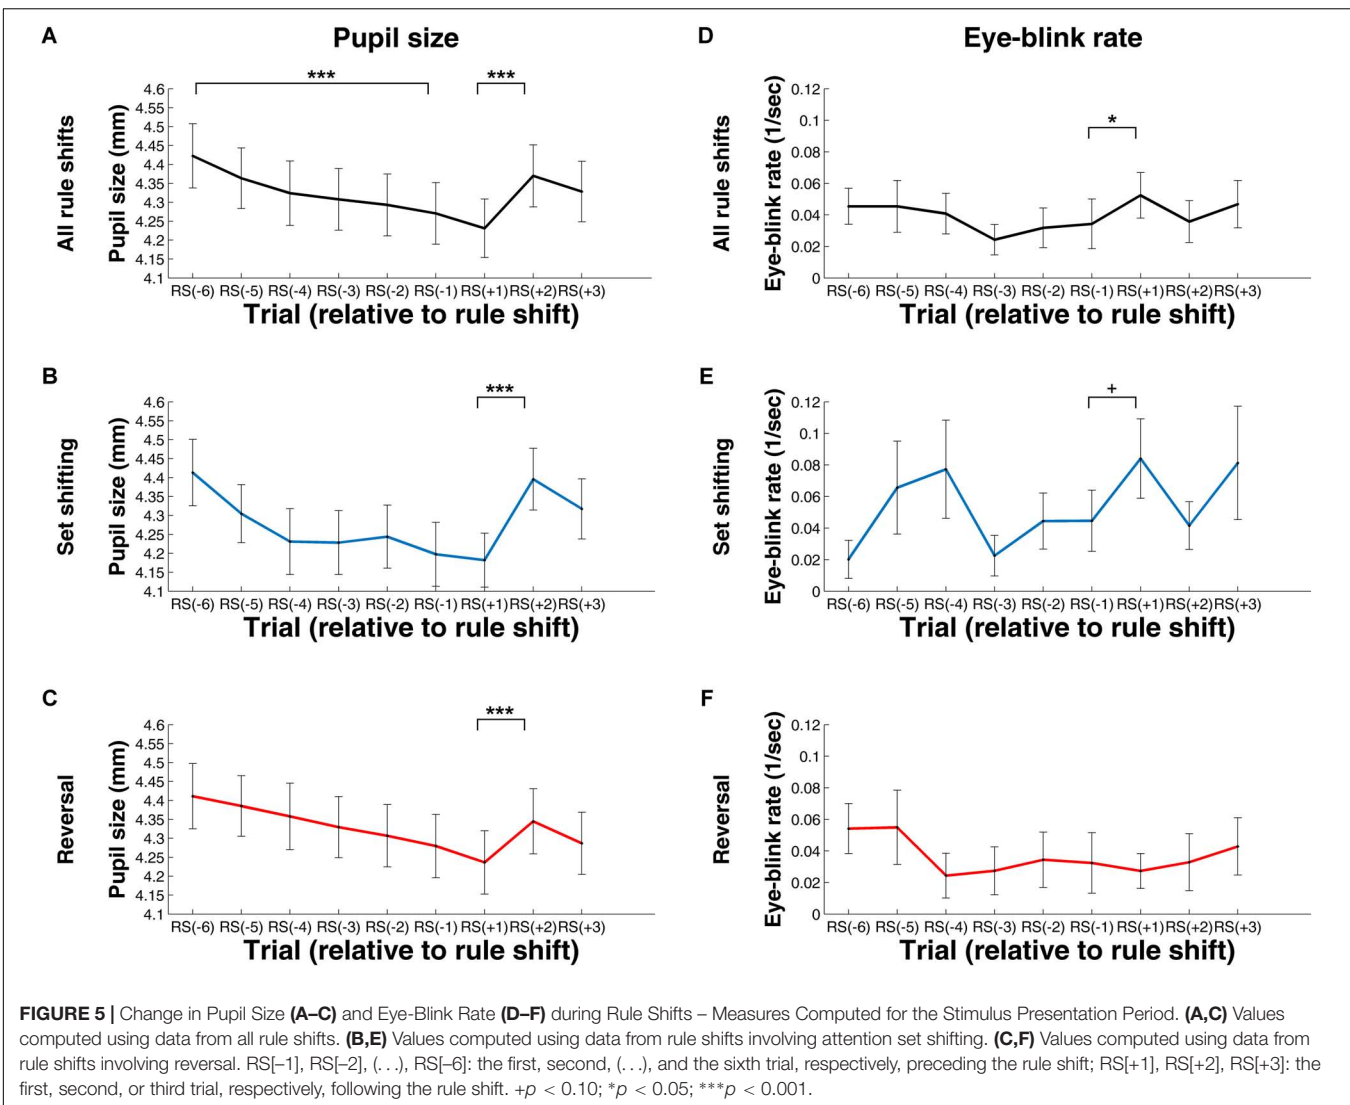 A
Pupil size
D
Eye-blink rate
All rule shifts
Pupil size (mm)
4.6
4.55
4.5
4.45
4.4
4.35
4.3
4.25
4.2
4.15
4.1
***
***
RS(-6) RS(-5) RS(-4) RS(-3) RS(-2) RS(-1) RS(+1) RS(+2) RS(+3)
Trial (relative to rule shift)
All rule shifts
Eye-blink rate (1/sec)
0.12
0.1
0.08
0.06
0.04
0.02
0
*
RS(-6) RS(-5) RS(-4) RS(-3) RS(-2) RS(-1) RS(+1) RS(+2) RS(+3)
Trial (relative to rule shift)
B
Set shifting
Pupil size (mm)
4.6
4.55
4.5
4.45
4.4
4.35
4.3
4.25
4.2
4.15
4.1
***
RS(-6) RS(-5) RS(-4) RS(-3) RS(-2) RS(-1) RS(+1) RS(+2) RS(+3)
Trial (relative to rule shift)
E
Set shifting
Eye-blink rate (1/sec)
0.12
0.1
0.08
0.06
0.04
0.02
0
+
RS(-6) RS(-5) RS(-4) RS(-3) RS(-2) RS(-1) RS(+1) RS(+2) RS(+3)
Trial (relative to rule shift)
C
Reversal
Pupil size (mm)
4.6
4.55
4.5
4.45
4.4
4.35
4.3
4.25
4.2
4.15
4.1
***
RS(-6) RS(-5) RS(-4) RS(-3) RS(-2) RS(-1) RS(+1) RS(+2) RS(+3)
Trial (relative to rule shift)
F
Reversal
Eye-blink rate (1/sec)
0.12
0.1
0.08
0.06
0.04
0.02
0
RS(-6) RS(-5) RS(-4) RS(-3) RS(-2) RS(-1) RS(+1) RS(+2) RS(+3)
Trial (relative to rule shift)
FIGURE 5 | Change in Pupil Size (A–C) and Eye-Blink Rate (D–F) during Rule Shifts – Measures Computed for the Stimulus Presentation Period. (A,C) Values
computed using data from all rule shifts. (B,E) Values computed using data from rule shifts involving attention set shifting. (C,F) Values computed using data from
rule shifts involving reversal. RS[–1], RS[–2], (. . .), RS[–6]: the first, second, (. . .), and the sixth trial, respectively, preceding the rule shift; RS[+1], RS[+2], RS[+3]: the
first, second, or third trial, respectively, following the rule shift. +p < 0.10; *p < 0.05; ***p < 0.001.